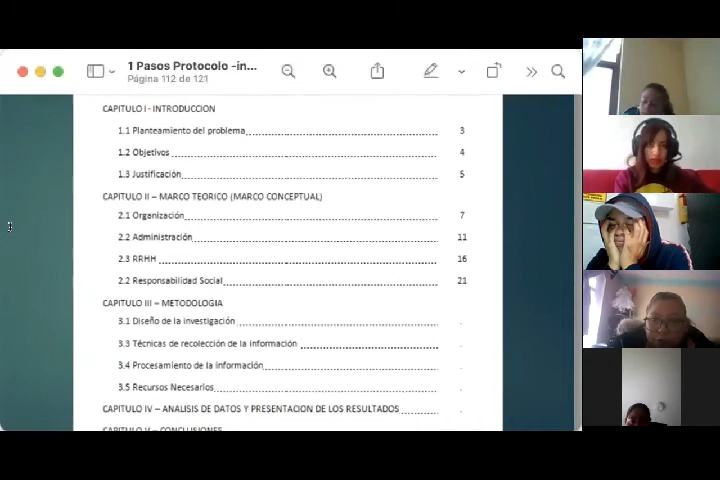 1 Pasos Protocolo -in...
Página 112 de 121
CAPITULO I - INTRODUCCION
1.1 Planteamiento del problema 3
1.2 Objetivos 4
1.3 Justificación 5
CAPITULO II – MARCO TEORICO (MARCO CONCEPTUAL)
2.1 Organización 7
2.2 Administración 11
2.3 RRHH 16
2.2 Responsabilidad Social 21
CAPITULO III – METODOLOGIA
3.1 Diseño de la investigación .
3.3 Técnicas de recolección de la información .
3.4 Procesamiento de la información .
3.5 Recursos Necesarios .
CAPITULO IV – ANALISIS DE DATOS Y PRESENTACION DE LOS RESULTADOS .
CAPITULO V – CONCLUSIONES